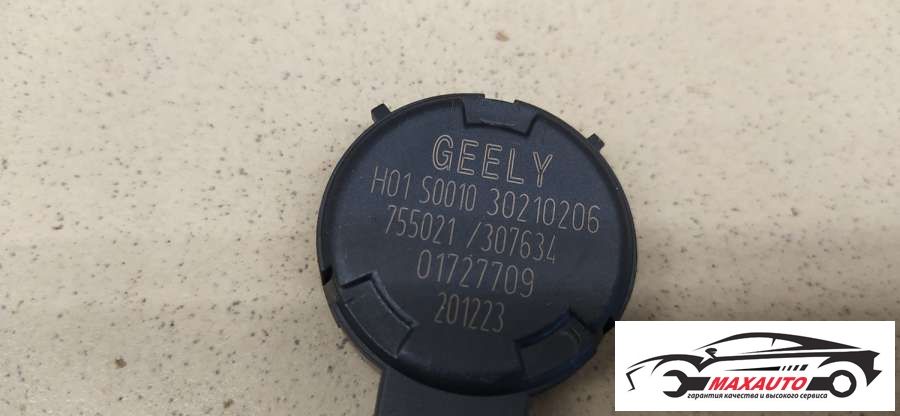 GEELY
H01 S0010 30210206
755021 /307634
01727709
201223
MAXAUTO
гарантия качества и высокого сервиса